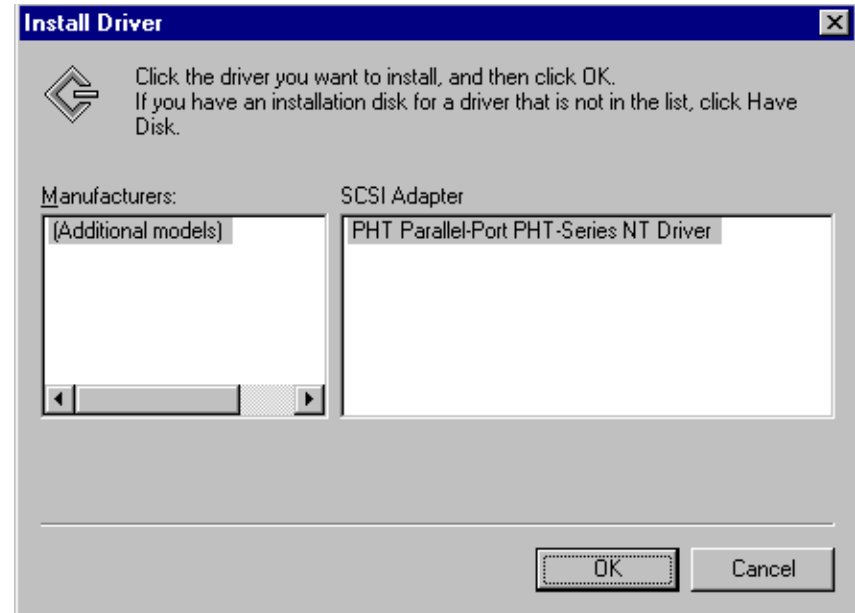 Install Driver
Click the driver you want to install, and then click OK.
If you have an installation disk for a driver that is not in the list, click Have
Disk.
Manufacturers:
SCSI Adapter
(Additional models)
PHT Parallel-Port PHT-Series NT Driver
OK
Cancel